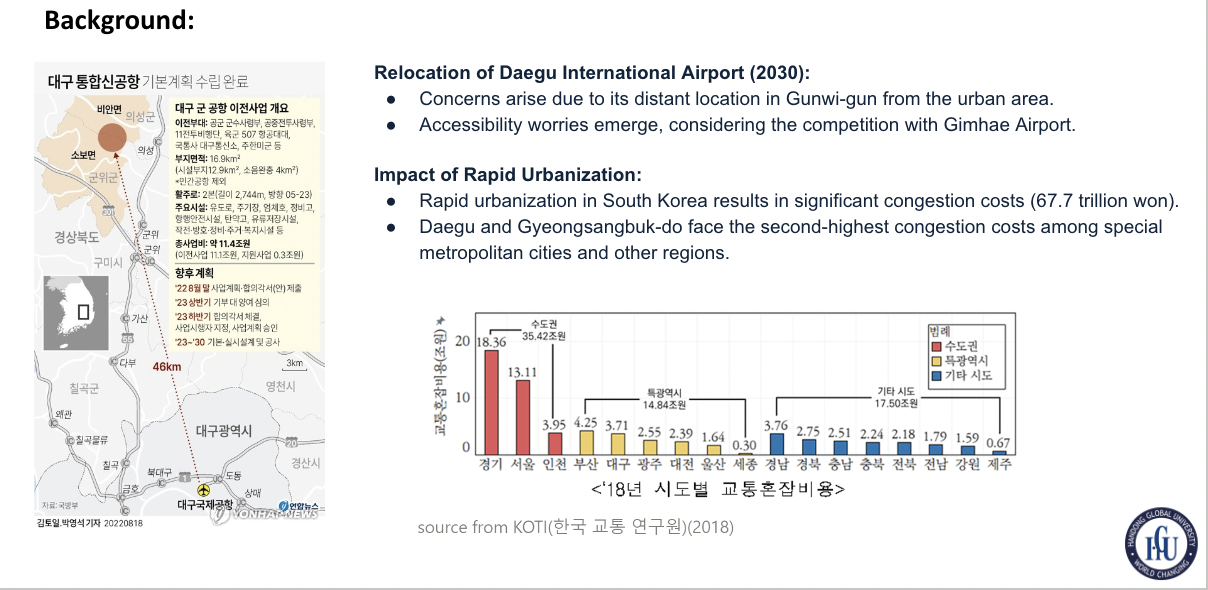 Background:
대구 통합신공항 기본계획 수립 완료
비안면
의성군
소보면
의성
군위군
301
경상북도
군위
군위
구미시
가산
다부
칠곡군
왜관
칠곡물류
칠곡
금호
북대구
1
도동
상매
대구국제공항
대구광역시
영천시
경산시
20
46km
3km
대구 군 공항 이전사업 개요
이전부대: 공군 군수사령부, 공중전투사령부,
11전투비행단, 육군 507 항공대대,
국통사 대구통신소, 주한미군 등
부지면적: 16.9km²
(시설부지12.9km², 소음완충 4km²)
*민간공항 제외
활주로: 2본(길이 2,744m, 방향 05-23)
주요시설: 유도로, 주기장, 엄체호, 정비고,
항행안전시설, 탄약고, 유류저장시설,
작전·방호·정비·주거·복지시설 등
총사업비: 약 11.4조원
(이전사업 11.1조원, 지원사업 0.3조원)
향후 계획
'22 8월 말 사업계획·합의각서(안) 제출
'23 상반기 기부 대 양여 심의
'23 하반기 합의각서 체결,
사업시행자 지정, 사업계획 승인
'23~'30 기본·실시설계 및 공사
자료: 국방부
연합뉴스
YONHAPNEWS
김토일.박영석 기자 20220818
Relocation of Daegu International Airport (2030):
● Concerns arise due to its distant location in Gunwi-gun from the urban area.
● Accessibility worries emerge, considering the competition with Gimhae Airport.
Impact of Rapid Urbanization:
● Rapid urbanization in South Korea results in significant congestion costs (67.7 trillion won).
● Daegu and Gyeongsangbuk-do face the second-highest congestion costs among special
metropolitan cities and other regions.
교통혼잡비용(조원)
20
10
0
수도권
35.42조원
특광역시
14.84조원
기타 시도
17.50조원
범례
수도권
특광역시
기타 시도
18.36 13.11 3.95 4.25 3.71 2.55 2.39 1.64 0.30 3.76 2.75 2.51 2.24 2.18 1.79 1.59 0.67
경기 서울 인천 부산 대구 광주 대전 울산 세종 경남 경북 충남 충북 전북 전남 강원 제주
<'18년 시도별 교통혼잡비용>
source from KOTI(한국 교통 연구원)(2018)
HANDONG GLOBAL UNIVERSITY
HGU
WORLD CHANGING